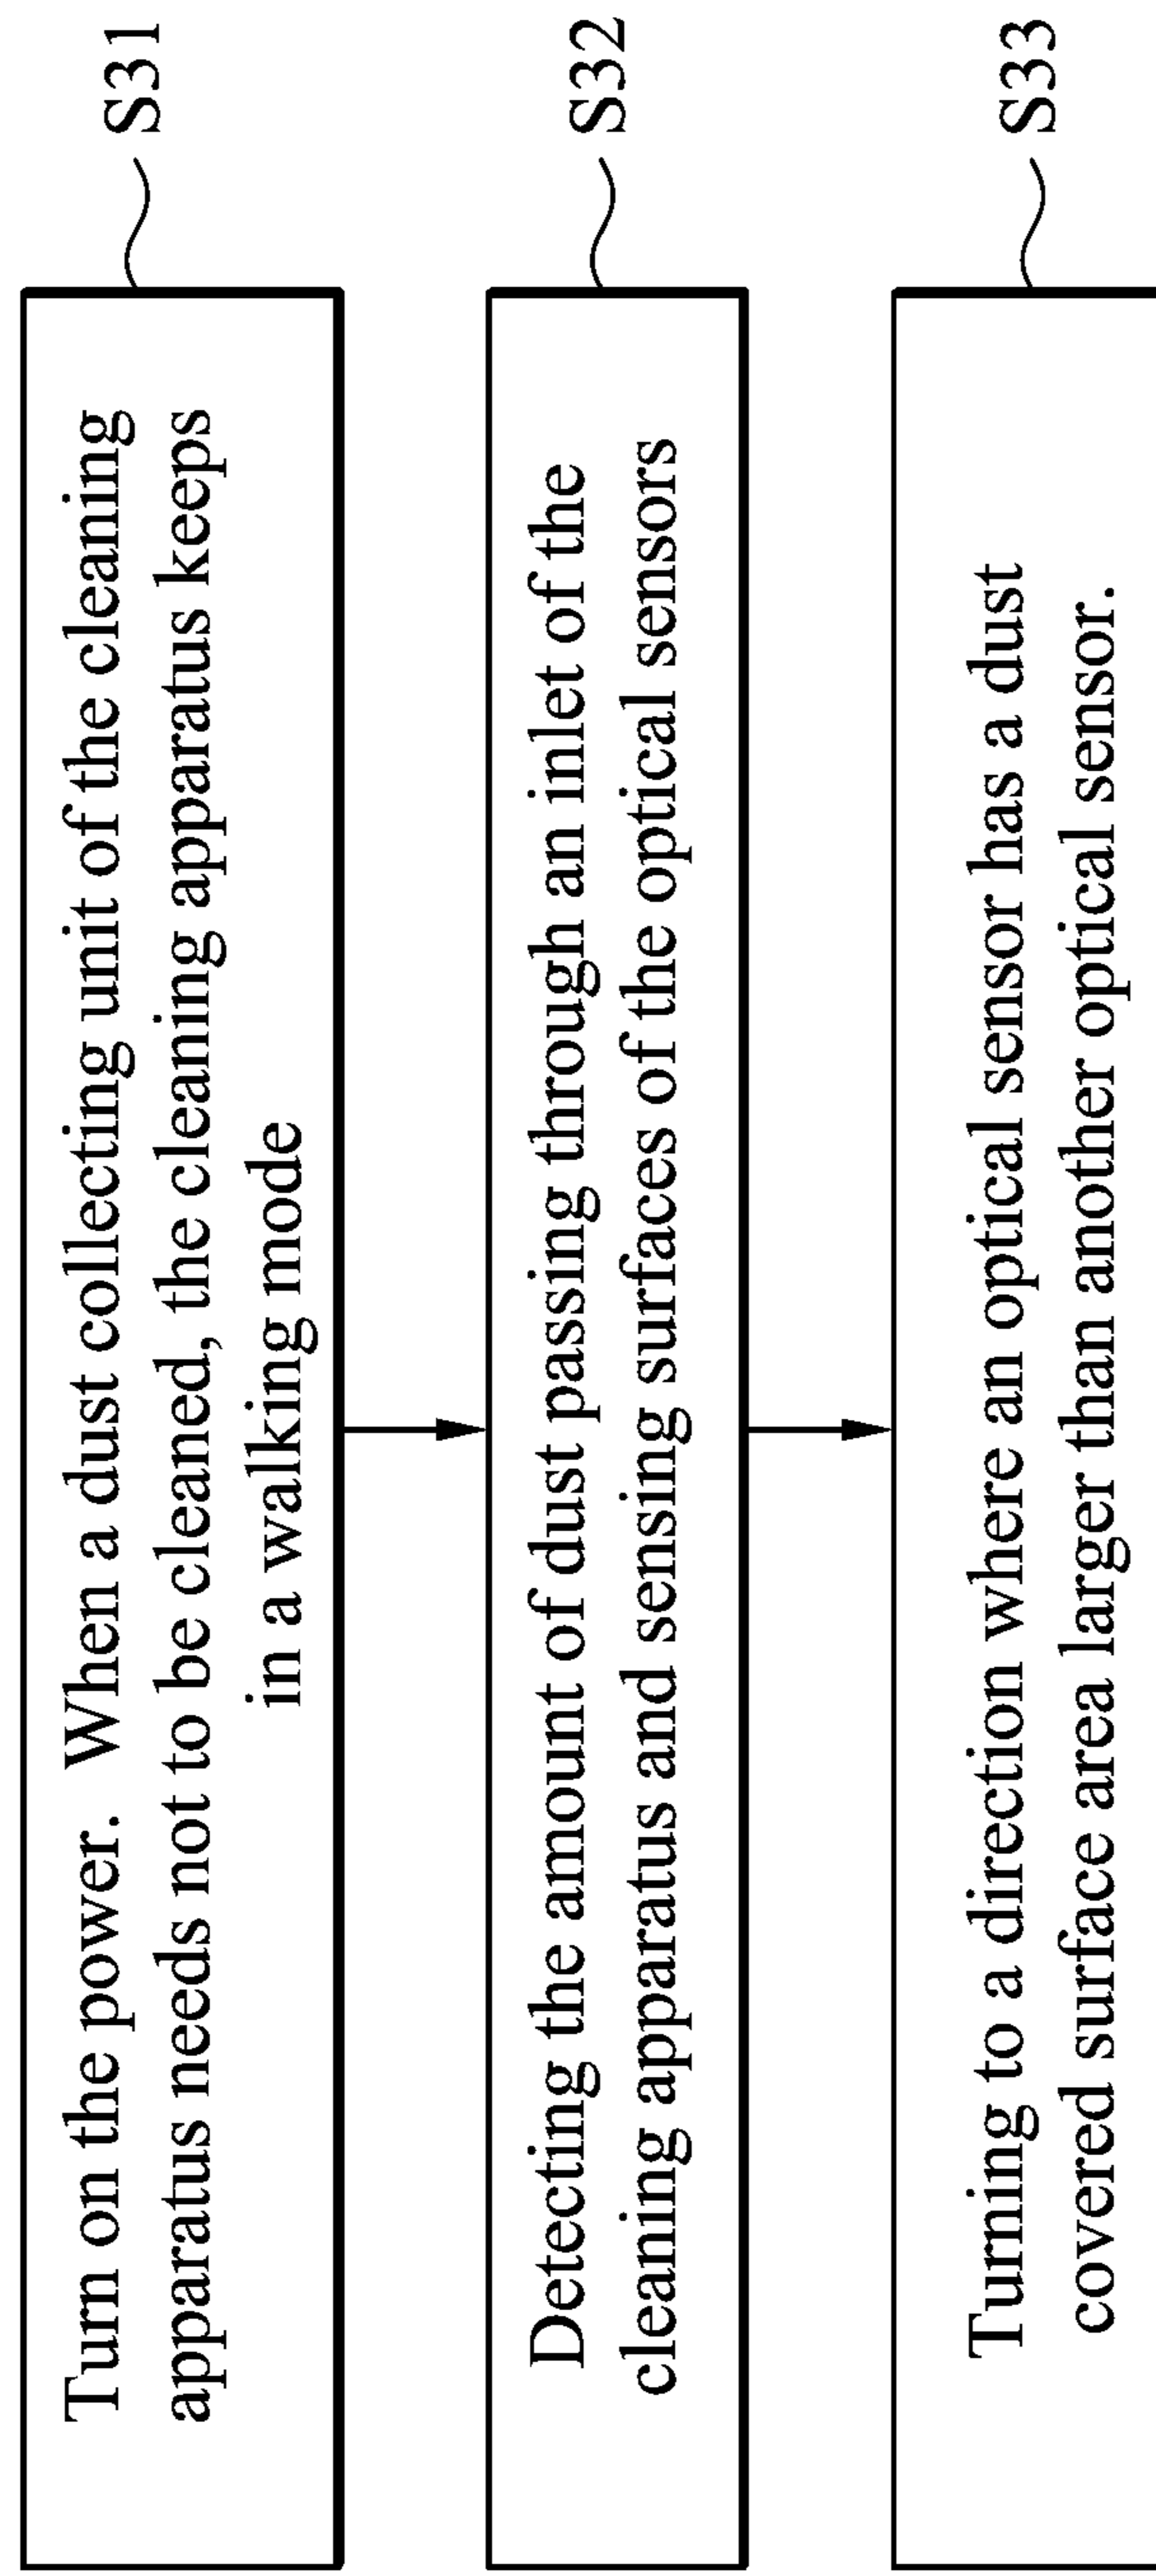 Turn on the power. When a dust collecting unit of the cleaning
apparatus needs not to be cleaned, the cleaning apparatus keeps
in a walking mode
S31
Detecting the amount of dust passing through an inlet of the
cleaning apparatus and sensing surfaces of the optical sensors
S32
Turning to a direction where an optical sensor has a dust
covered surface area larger than another optical sensor.
S33